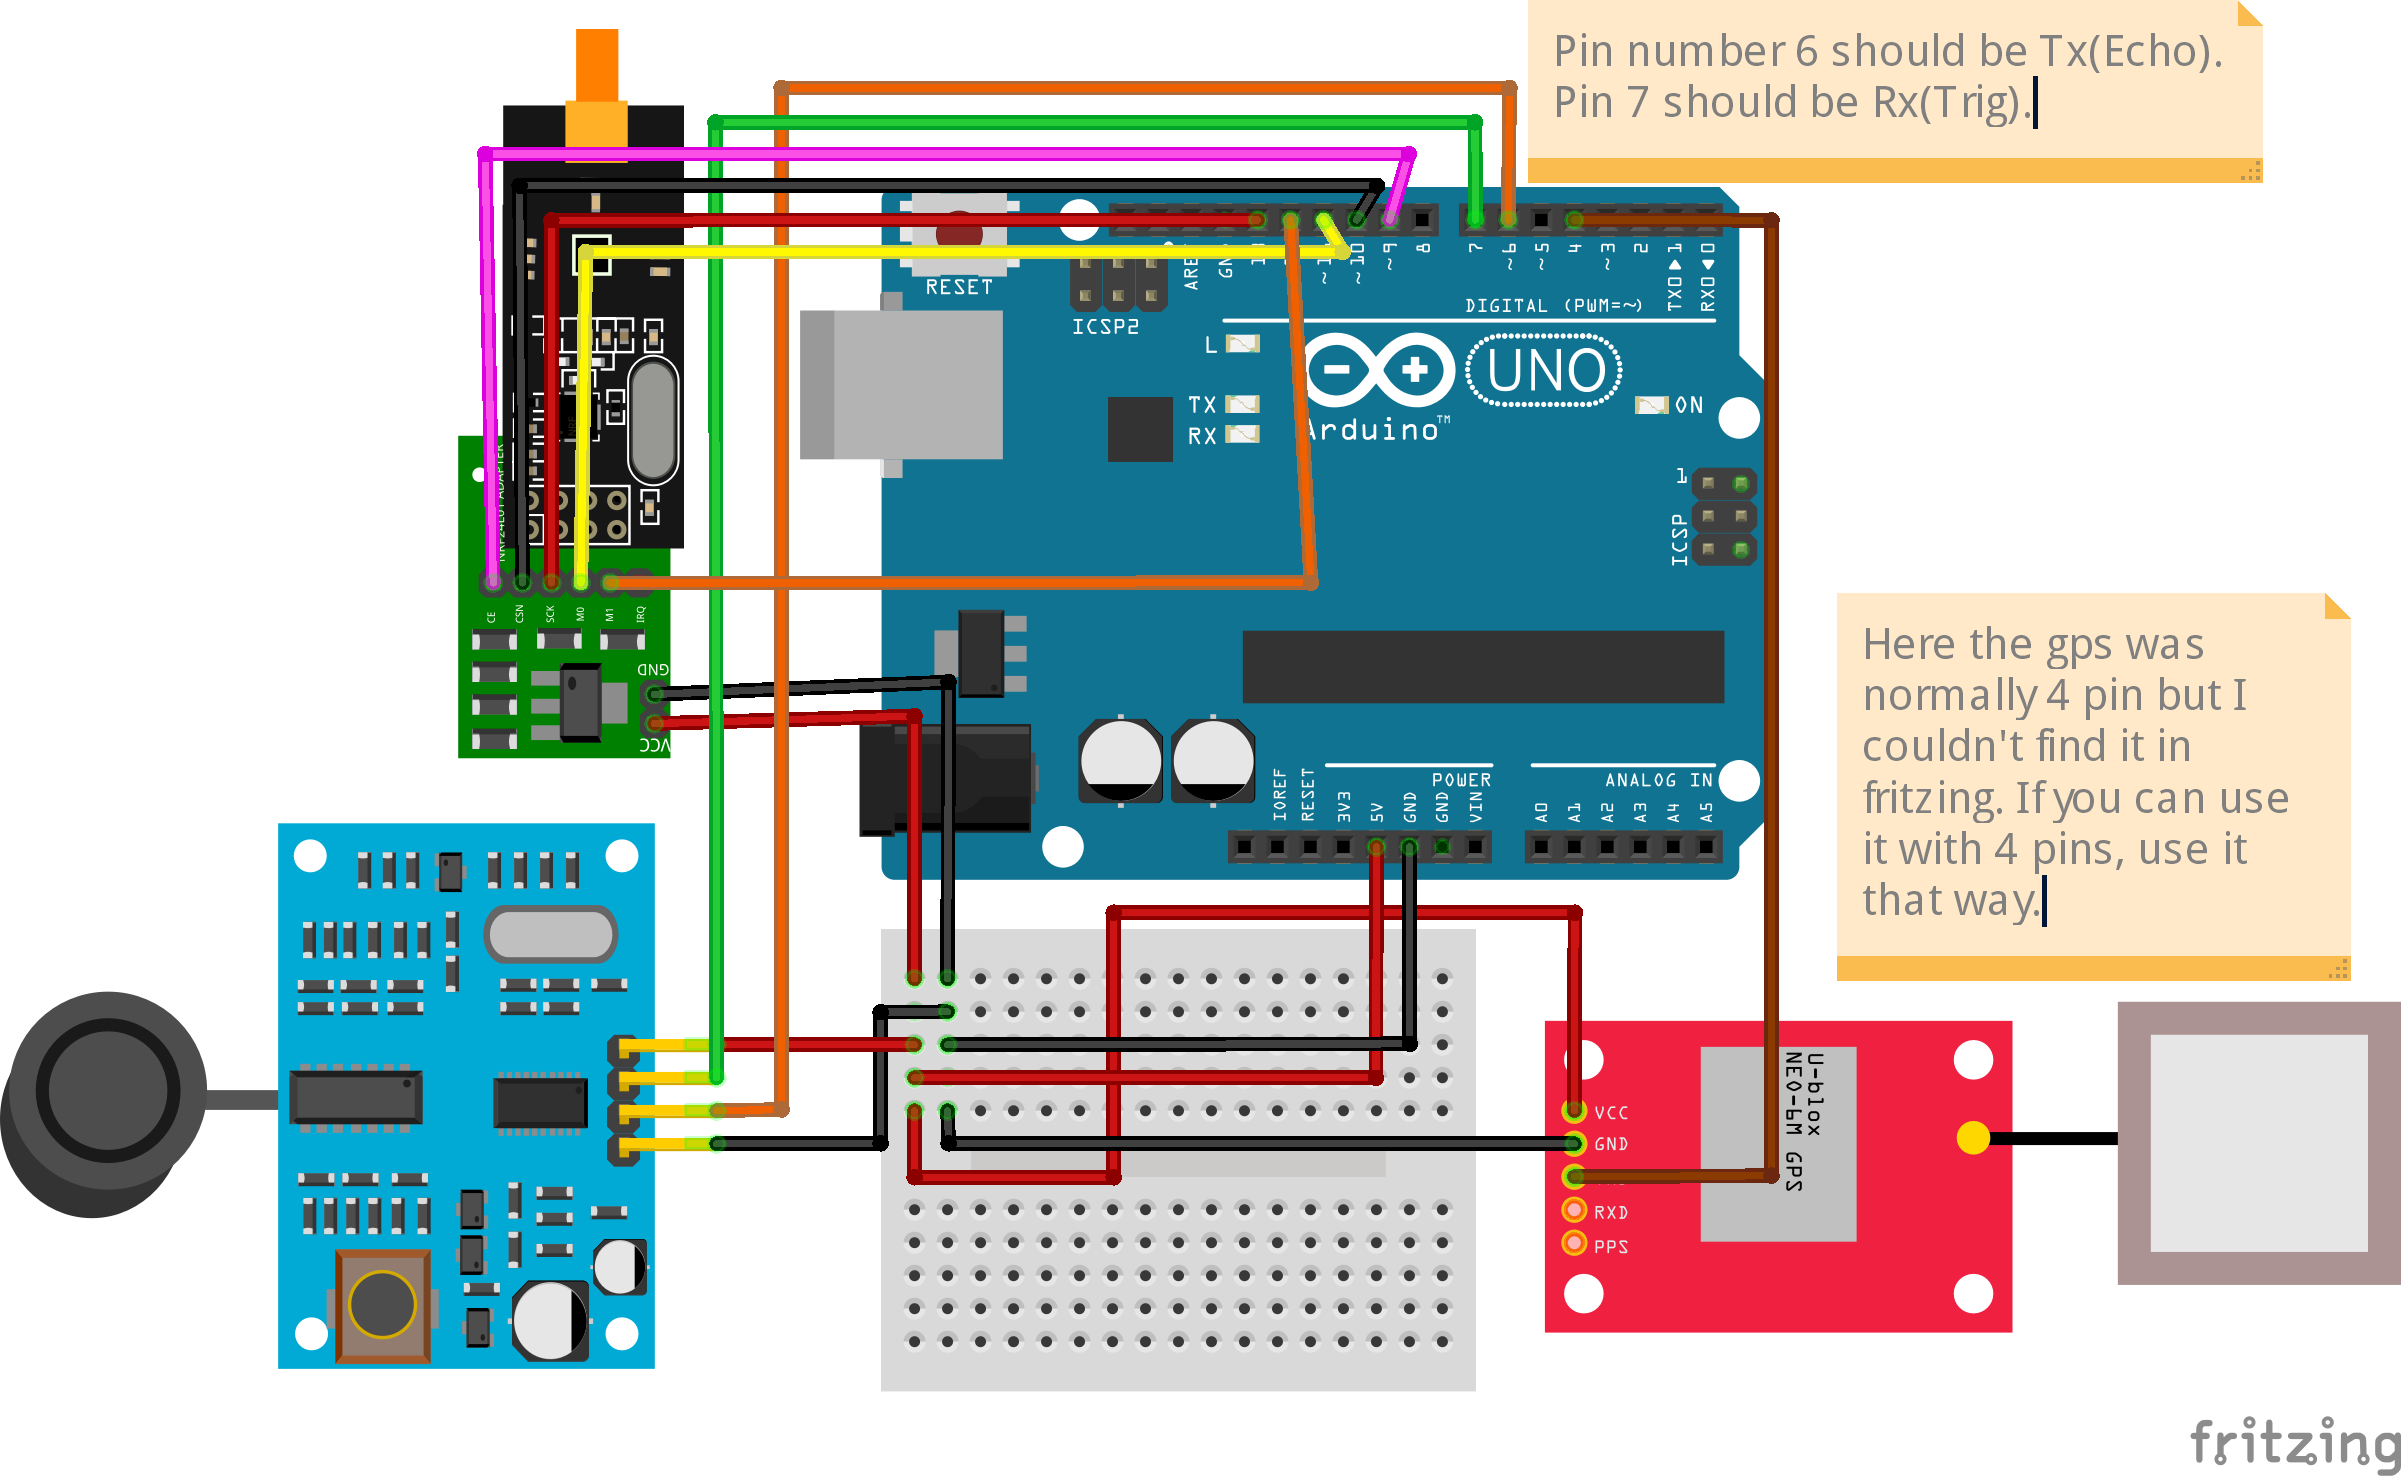 Pin number 6 should be Tx(Echo).
Pin 7 should be Rx(Trig).
RESET
ICSP2
AREF
GND
13
~10
~9
8
7
~6
~5
4
~3
2
TX0▶1
RX0◀0
DIGITAL (PWM=~)
L
TX
RX
UNO
Arduino™
ON
1
ICSP
NRF24L01 ADAPTER
CE
CSN
SCK
M0
M1
IRQ
GND
VCC
IOREF
RESET
3V3
5V
GND
GND
VIN
POWER
ANALOG IN
A0
A1
A2
A3
A4
A5
Here the gps was
normally 4 pin but I
couldn't find it in
fritzing. If you can use
it with 4 pins, use it
that way.
U-blox
NEO-6M GPS
VCC
GND
RXD
PPS
fritzing